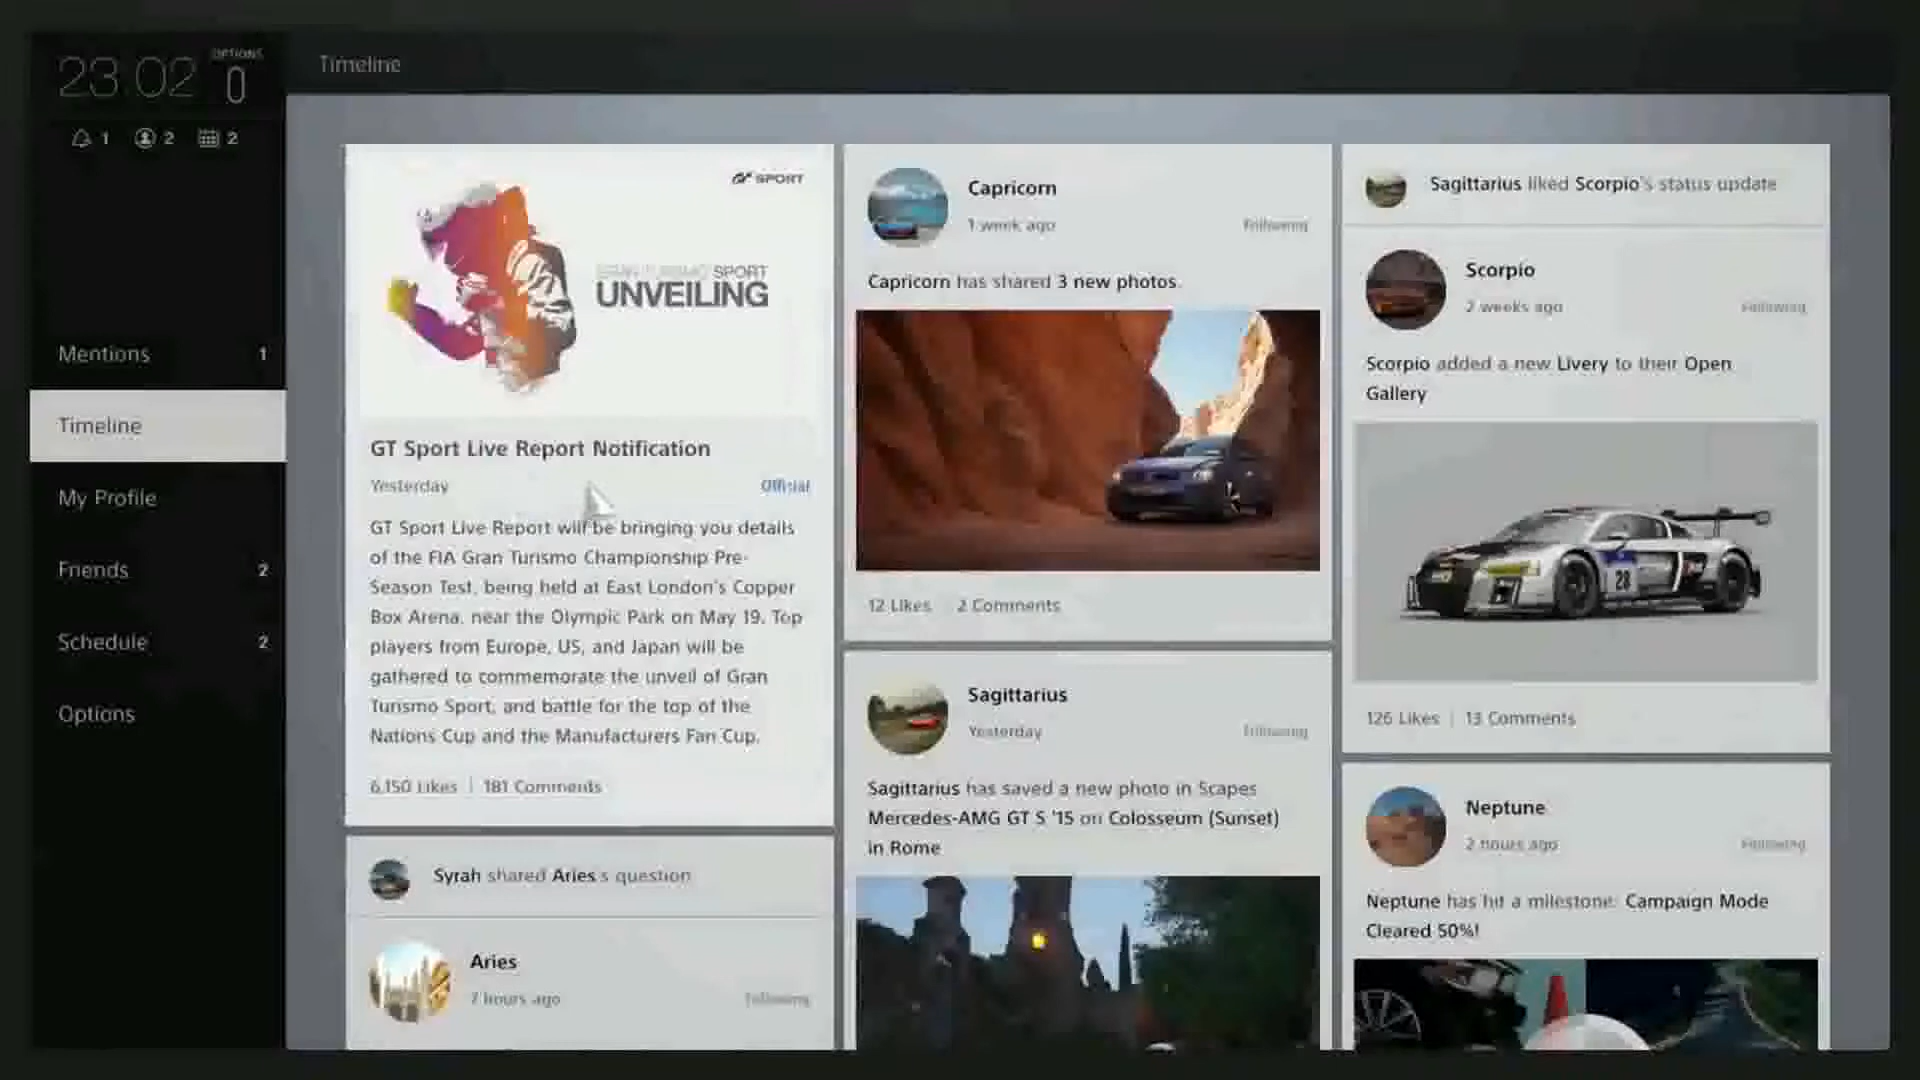 23:02
OPTIONS
0
1 2 2
Timeline
Mentions 1
Timeline
My Profile
Friends 2
Schedule 2
Options
GT SPORT
GRAN TURISMO SPORT
UNVEILING
GT Sport Live Report Notification
Yesterday Official
GT Sport Live Report will be bringing you details
of the FIA Gran Turismo Championship Pre-
Season Test, being held at East London's Copper
Box Arena, near the Olympic Park on May 19. Top
players from Europe, US, and Japan will be
gathered to commemorate the unveil of Gran
Turismo Sport, and battle for the top of the
Nations Cup and the Manufacturers Fan Cup.
6,150 Likes | 181 Comments
Syrah shared Aries's question
Aries
7 hours ago Following
Capricorn
1 week ago Following
Capricorn has shared 3 new photos.
12 Likes 2 Comments
Sagittarius
Yesterday Following
Sagittarius has saved a new photo in Scapes
Mercedes-AMG GT S '15 on Colosseum (Sunset)
in Rome
Sagittarius liked Scorpio's status update
Scorpio
2 weeks ago Following
Scorpio added a new Livery to their Open
Gallery
28
126 Likes | 13 Comments
Neptune
2 hours ago Following
Neptune has hit a milestone: Campaign Mode
Cleared 50%!